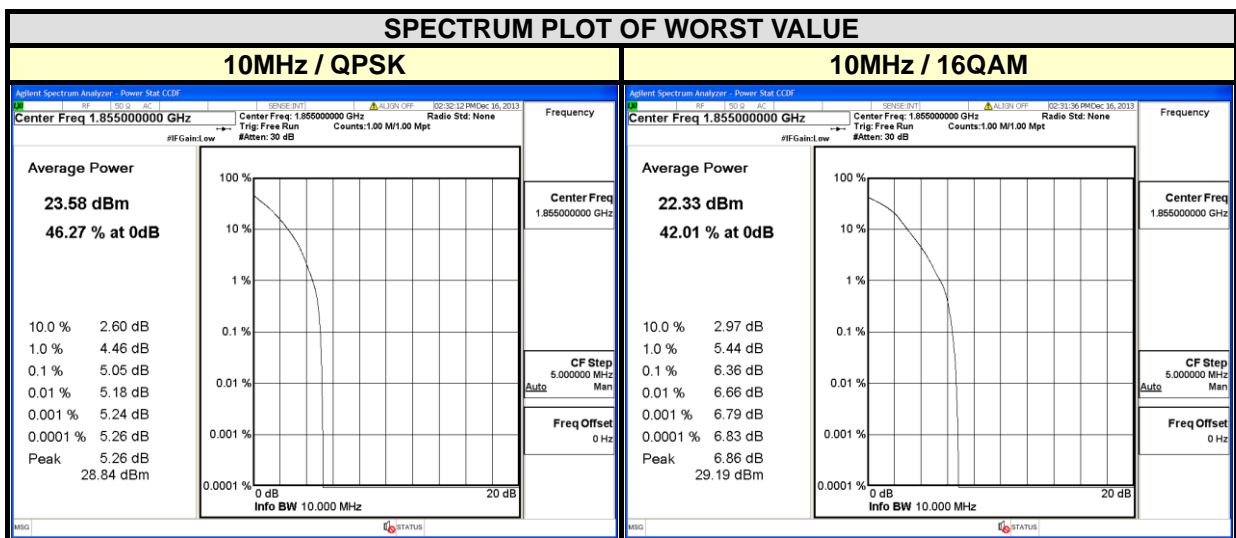 SPECTRUM PLOT OF WORST VALUE
10MHz / QPSK
10MHz / 16QAM
Agilent Spectrum Analyzer - Power Stat CCDF
RF 50 Ω AC SENSE:INT ALIGN OFF 02:32:12 PM Dec 16, 2013
Center Freq 1.855000000 GHz
Center Freq: 1.855000000 GHz Radio Std: None
Trig: Free Run Counts:1.00 M/1.00 Mpt
#IFGain:Low #Atten: 30 dB
Frequency
Average Power
23.58 dBm
46.27 % at 0dB
10.0 % 2.60 dB
1.0 % 4.46 dB
0.1 % 5.05 dB
0.01 % 5.18 dB
0.001 % 5.24 dB
0.0001 % 5.26 dB
Peak 5.26 dB
28.84 dBm
100 %
10 %
1 %
0.1 %
0.01 %
0.001 %
0.0001 %
0 dB 20 dB
Info BW 10.000 MHz
Center Freq
1.855000000 GHz
CF Step
5.000000 MHz
Auto Man
Freq Offset
0 Hz
MSG STATUS
Agilent Spectrum Analyzer - Power Stat CCDF
RF 50 Ω AC SENSE:INT ALIGN OFF 02:31:36 PM Dec 16, 2013
Center Freq 1.855000000 GHz
Center Freq: 1.855000000 GHz Radio Std: None
Trig: Free Run Counts:1.00 M/1.00 Mpt
#IFGain:Low #Atten: 30 dB
Frequency
Average Power
22.33 dBm
42.01 % at 0dB
10.0 % 2.97 dB
1.0 % 5.44 dB
0.1 % 6.36 dB
0.01 % 6.66 dB
0.001 % 6.79 dB
0.0001 % 6.83 dB
Peak 6.86 dB
29.19 dBm
100 %
10 %
1 %
0.1 %
0.01 %
0.001 %
0.0001 %
0 dB 20 dB
Info BW 10.000 MHz
Center Freq
1.855000000 GHz
CF Step
5.000000 MHz
Auto Man
Freq Offset
0 Hz
MSG STATUS